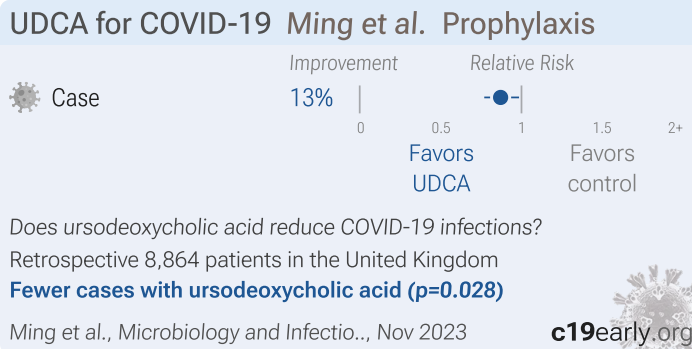 UDCA for COVID-19 Ming et al. Prophylaxis
Improvement Relative Risk
Case 13%
0 0.5 1 1.5 2+
Favors UDCA
Favors control
Does ursodeoxycholic acid reduce COVID-19 infections?
Retrospective 8,864 patients in the United Kingdom
Fewer cases with ursodeoxycholic acid (p=0.028)
Ming et al., Microbiology and Infectio.., Nov 2023
c19early.org